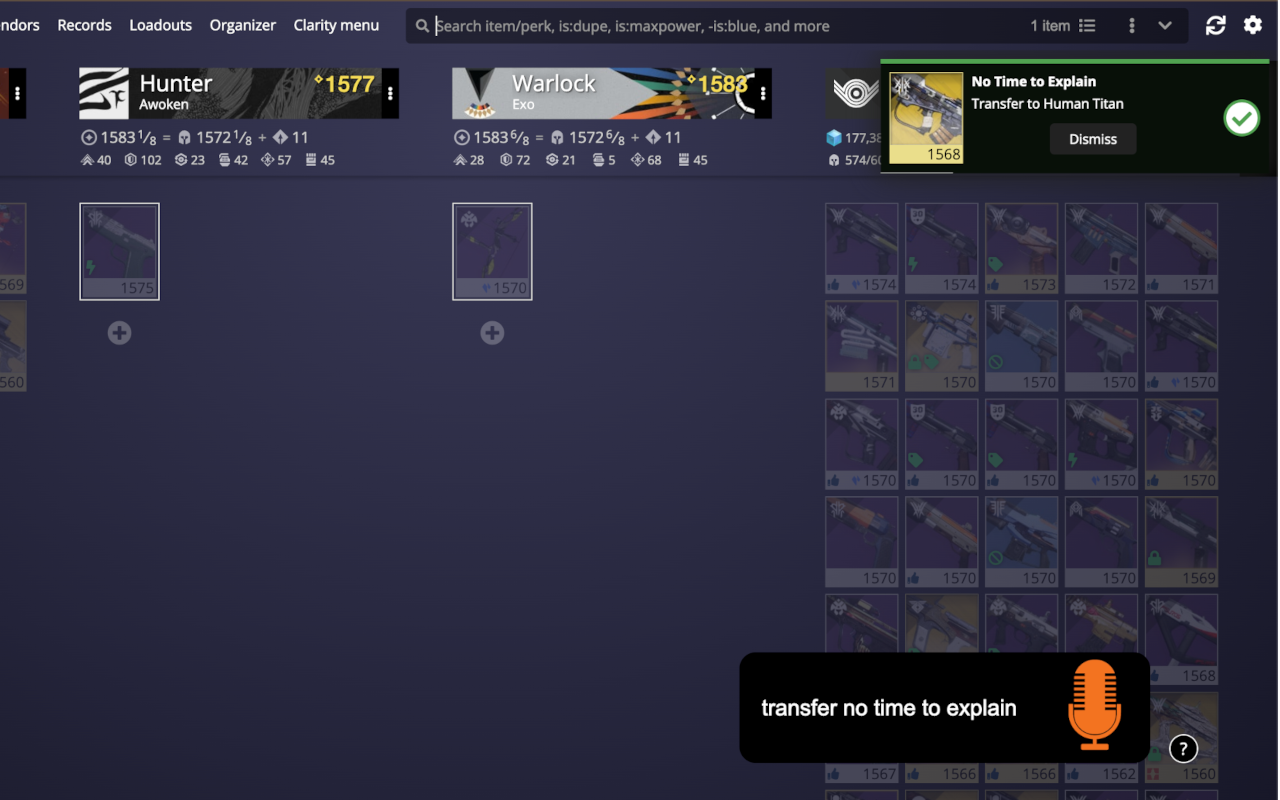 ndors Records Loadouts Organizer Clarity menu Search item/perk, is:dupe, is:maxpower, -is:blue, and more 1 item
Hunter 1577
Awoken
1583 1/8 = 1572 1/8 + 11
40 102 23 42 57 45
Warlock 1583
Exo
1583 6/8 = 1572 6/8 + 11
28 72 21 5 68 45
177,38
574/60
No Time to Explain
Transfer to Human Titan
Dismiss
1568
569
560
1575
1570
1574 1574 1573 1572 1571
1571 1570 1570 1570 1570
1570 1570 1570 1570 1570
1570 1570 1570 1570 1569
1568
transfer no time to explain
?
1560
1567 1566 1566 1562